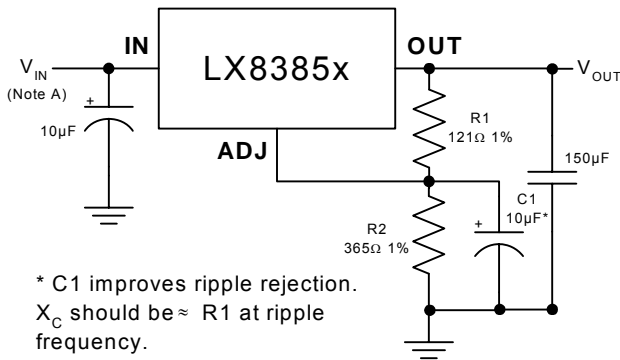 IN
OUT
LX8385x
V_IN
(Note A)
V_OUT
+
10µF
ADJ
R1
121Ω 1%
150µF
C1
10µF*
+
R2
365Ω 1%
* C1 improves ripple rejection.
X_C should be ≈ R1 at ripple
frequency.